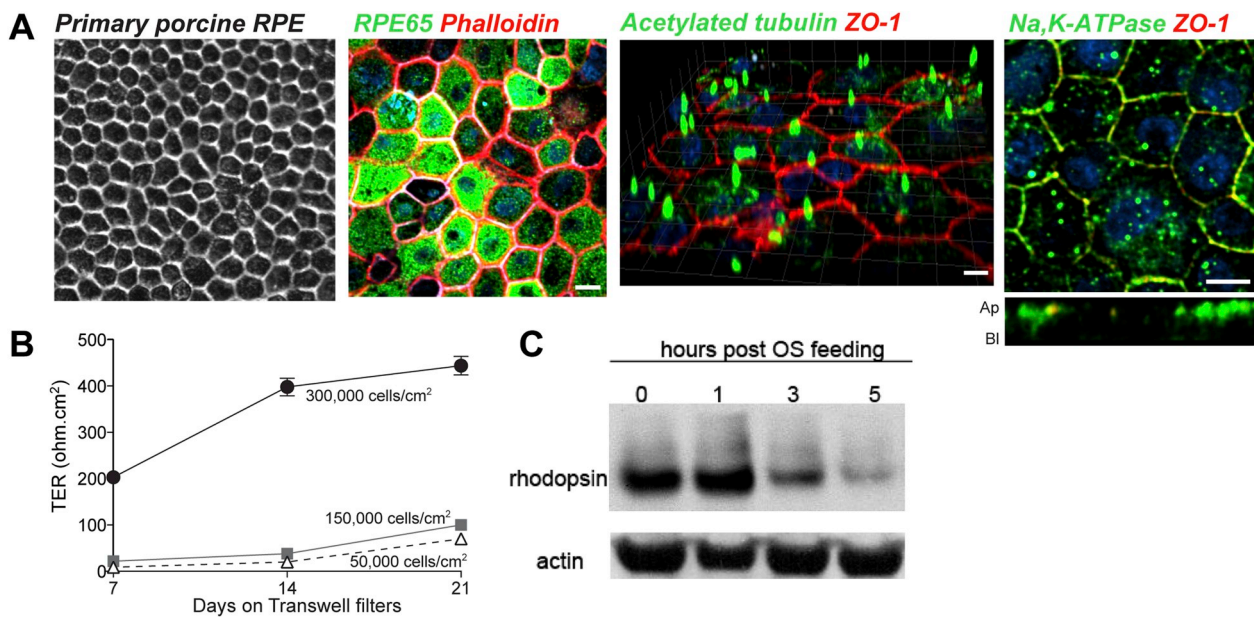 A
Primary porcine RPE
RPE65 Phalloidin
Acetylated tubulin ZO-1
Na,K-ATPase ZO-1
Ap
Bl
B
500
400
300
200
100
0
TER (ohm.cm²)
300,000 cells/cm²
150,000 cells/cm²
50,000 cells/cm²
7 14 21
Days on Transwell filters
C
hours post OS feeding
0 1 3 5
rhodopsin
actin